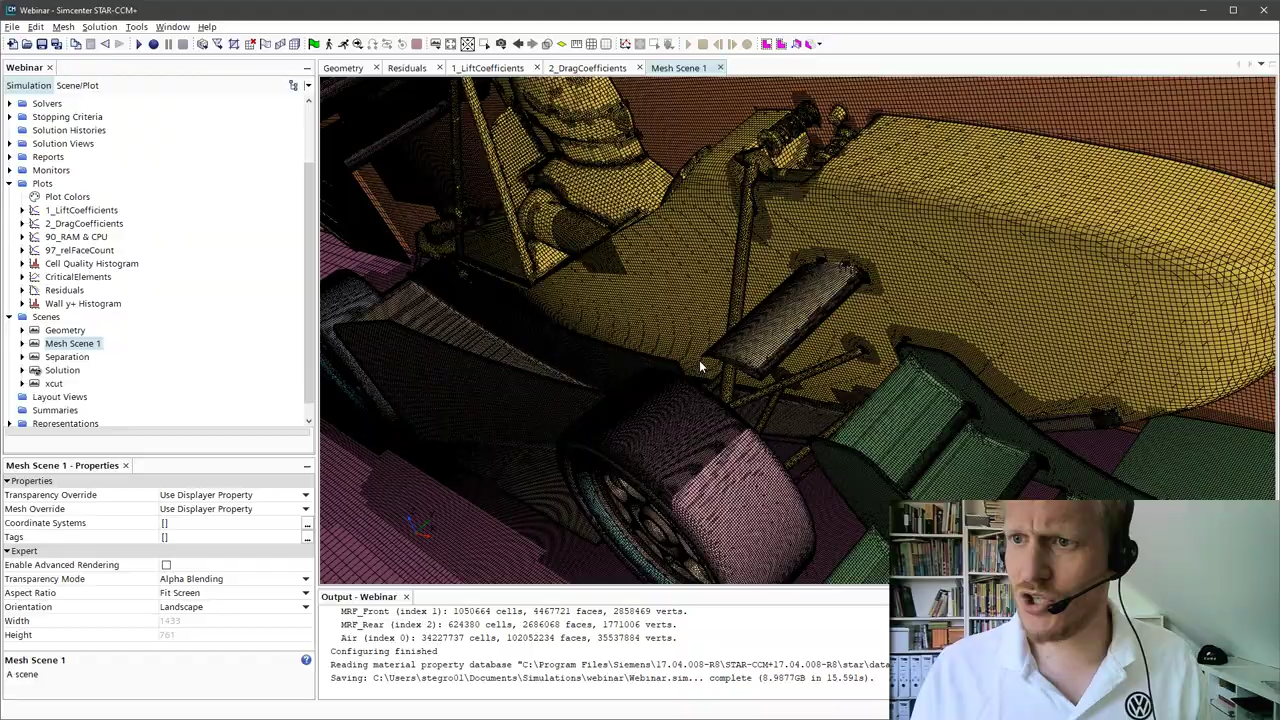 Webinar - Simcenter STAR-CCM+
File Edit Mesh Solution Tools Window Help
Webinar
Geometry Residuals 1_LiftCoefficients 2_DragCoefficients Mesh Scene 1
Simulation Scene/Plot
Solvers
Stopping Criteria
Solution Histories
Solution Views
Reports
Monitors
Plots
Plot Colors
1_LiftCoefficients
2_DragCoefficients
90_RAM & CPU
97_relFaceCount
Cell Quality Histogram
CriticalElements
Residuals
Wall y+ Histogram
Scenes
Geometry
Mesh Scene 1
Separation
Solution
xcut
Layout Views
Summaries
Representations
Mesh Scene 1 - Properties
Properties
Transparency Override Use Displayer Property
Mesh Override Use Displayer Property
Coordinate Systems []
Tags []
Expert
Enable Advanced Rendering
Transparency Mode Alpha Blending
Aspect Ratio Fit Screen
Orientation Landscape
Width 1433
Height 761
Mesh Scene 1
A scene
Output - Webinar
MRF_Front (index 1): 1050664 cells, 4467721 faces, 2858469 verts.
MRF_Rear (index 2): 624380 cells, 2686068 faces, 1771006 verts.
Air (index 0): 34227737 cells, 102052234 faces, 35537884 verts.
Configuring finished
Reading material property database "C:\Program Files\Siemens\17.04.008-R8\STAR-CCM+17.04.008-R8\star\data
Saving: C:\Users\stegro01\Documents\Simulations\webinar\Webinar.sim... complete (8.9877GB in 15.591s).